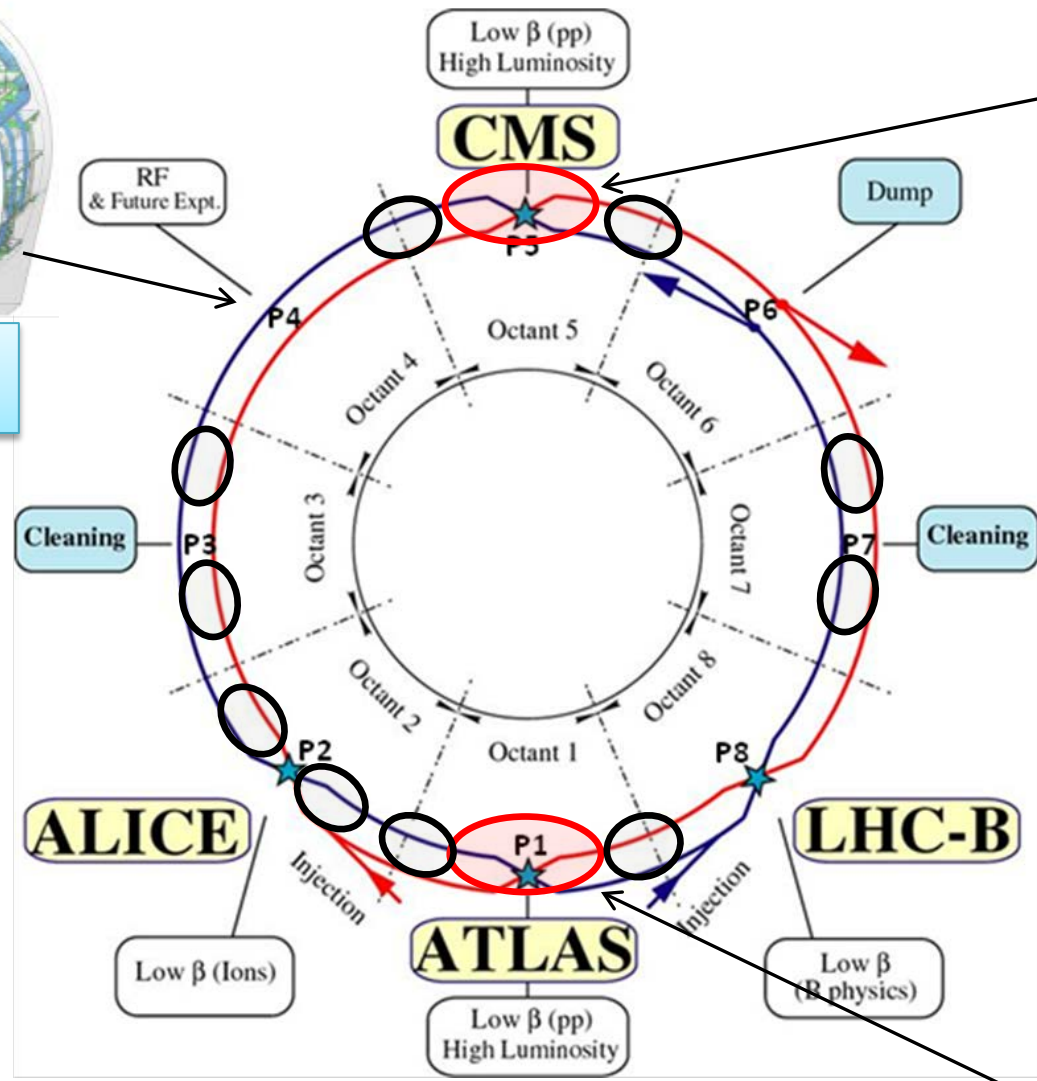 Low β (pp)
High Luminosity
CMS
RF
& Future Expt.
Dump
P5
P4
P6
Octant 5
Octant 4
Octant 6
Cleaning
P3
Octant 3
Octant 7
P7
Cleaning
Octant 2
Octant 8
P2
Octant 1
P8
ALICE
P1
LHC-B
Injection
Injection
ATLAS
Low β (Ions)
Low β
(B physics)
Low β (pp)
High Luminosity